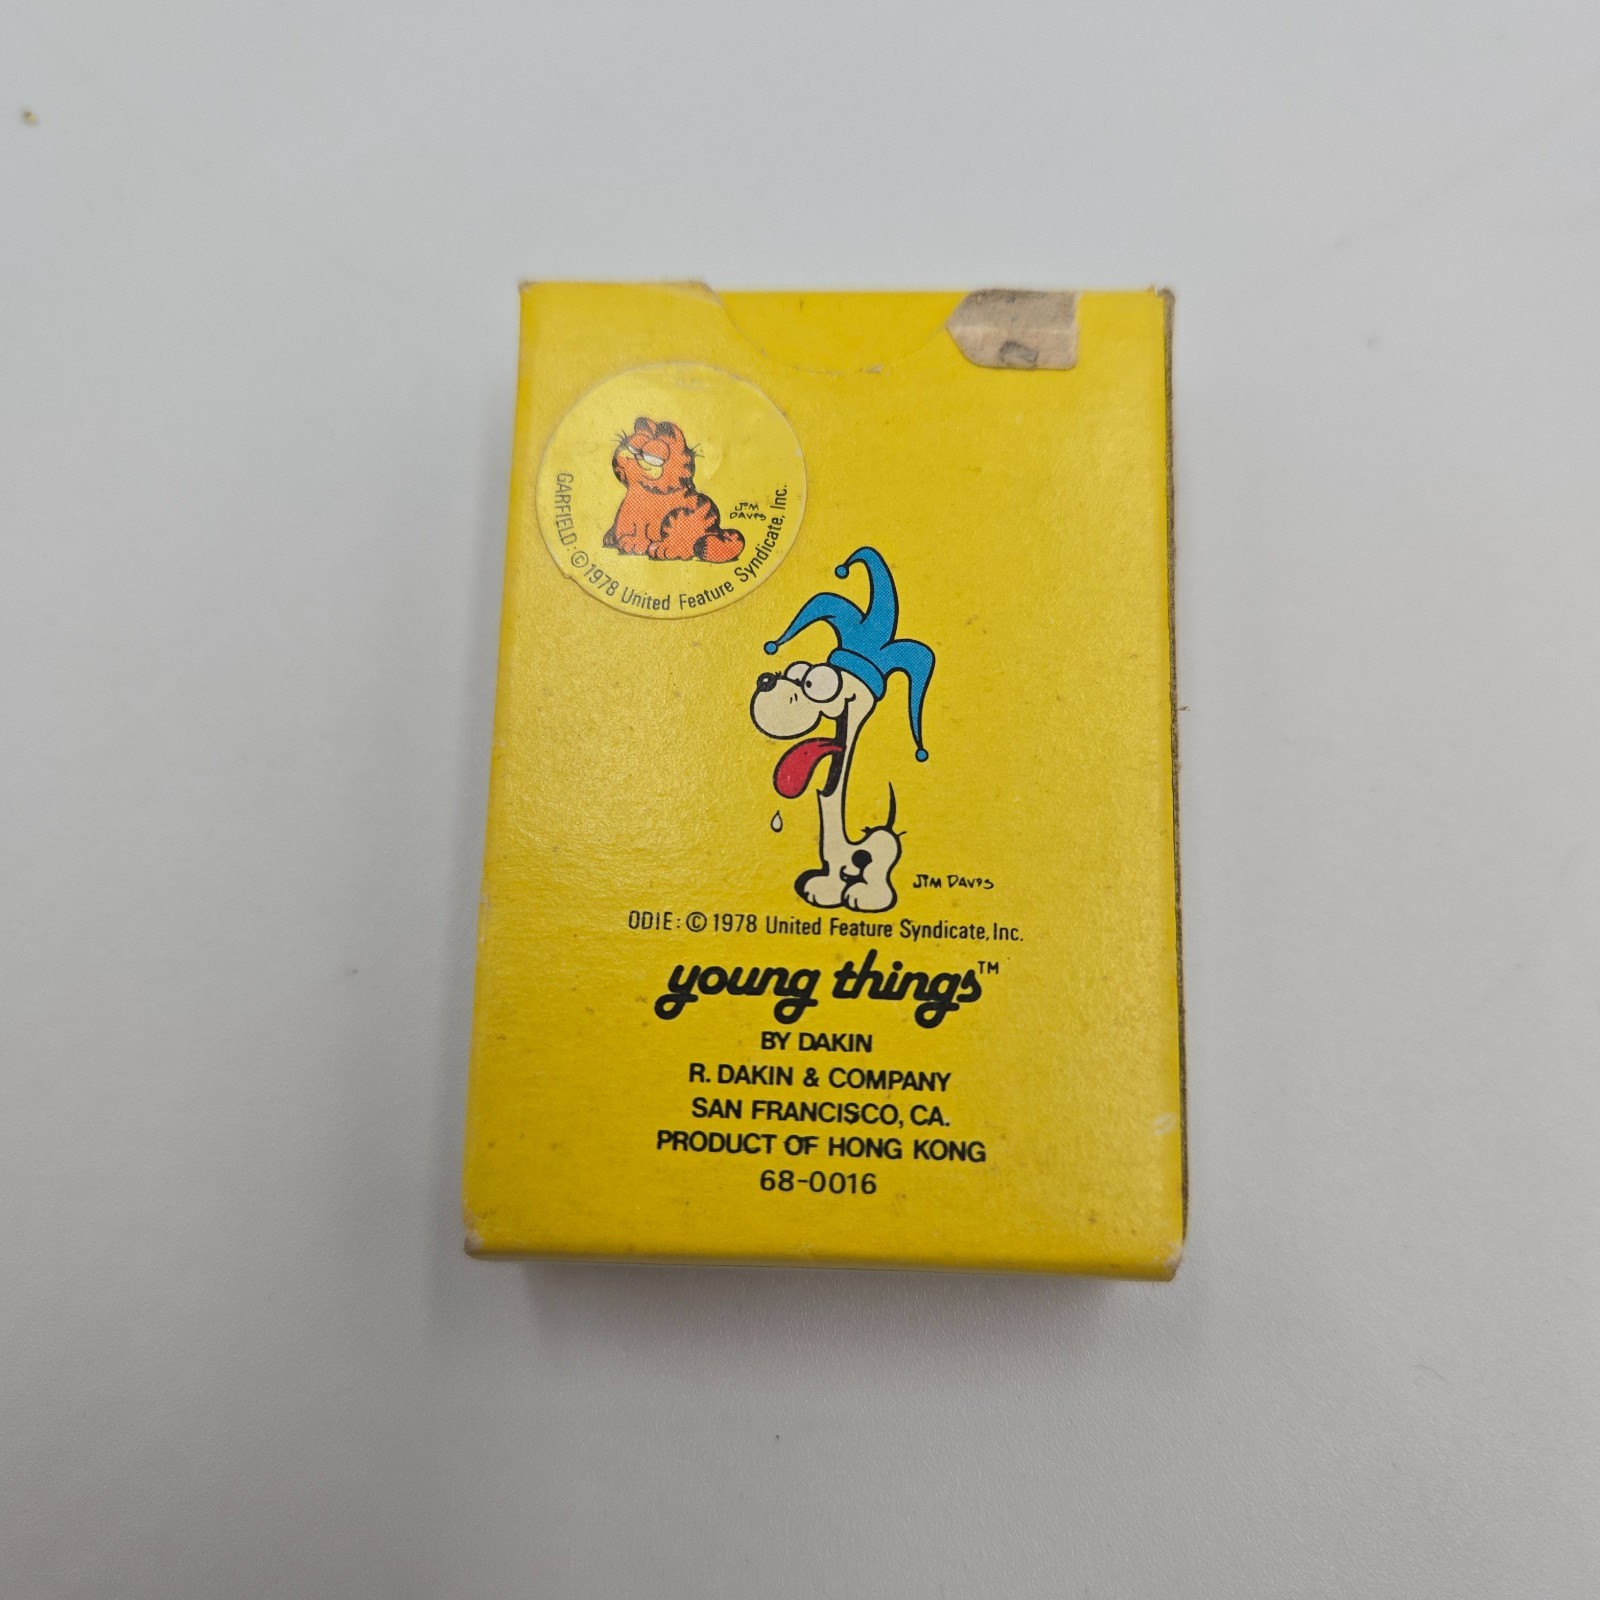 JIM
DAVIS
GARFIELD: © 1978 United Feature Syndicate, Inc.
JIM DAVIS
ODIE: © 1978 United Feature Syndicate, Inc.
young things™
BY DAKIN
R. DAKIN & COMPANY
SAN FRANCISCO, CA.
PRODUCT OF HONG KONG
68-0016